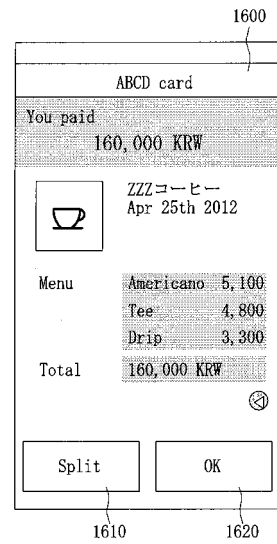 1600
ABCD card
You paid
160,000 KRW
ZZZコーヒー
Apr 25th 2012
Menu
Americano 5,100
Tee 4,800
Drip 3,300
Total 160,000 KRW
Split
OK
1610
1620